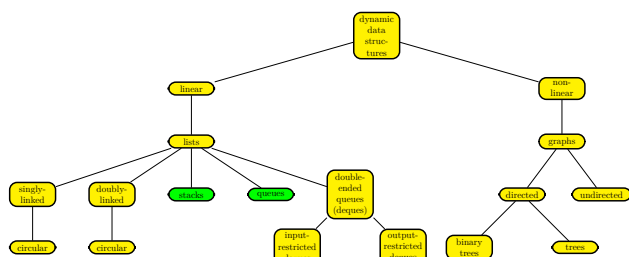 dynamic
data
struc-
tures
linear
non-
linear
lists
graphs
singly-
linked
doubly-
linked
stacks
queues
double-
ended
queues
(deques)
directed
undirected
circular
circular
input-
restricted
output-
restricted
binary
trees
trees